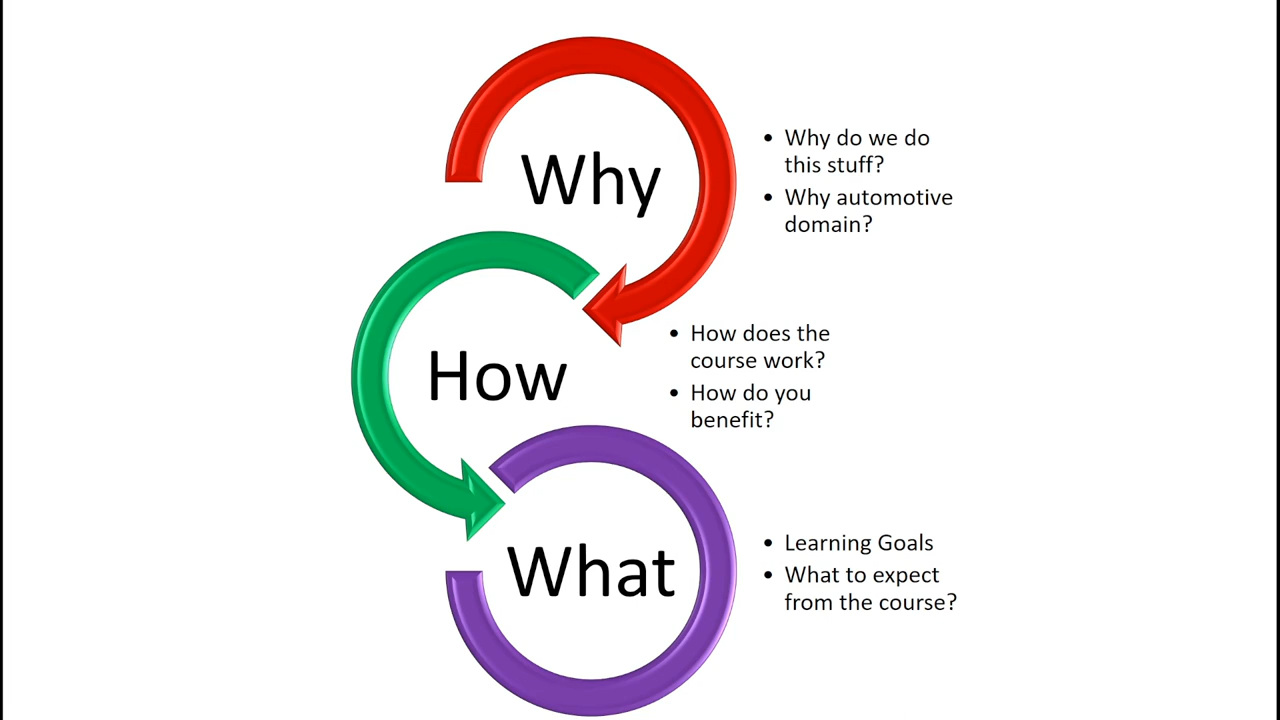 Why
• Why do we do
this stuff?
• Why automotive
domain?
How
• How does the
course work?
• How do you
benefit?
What
• Learning Goals
• What to expect
from the course?